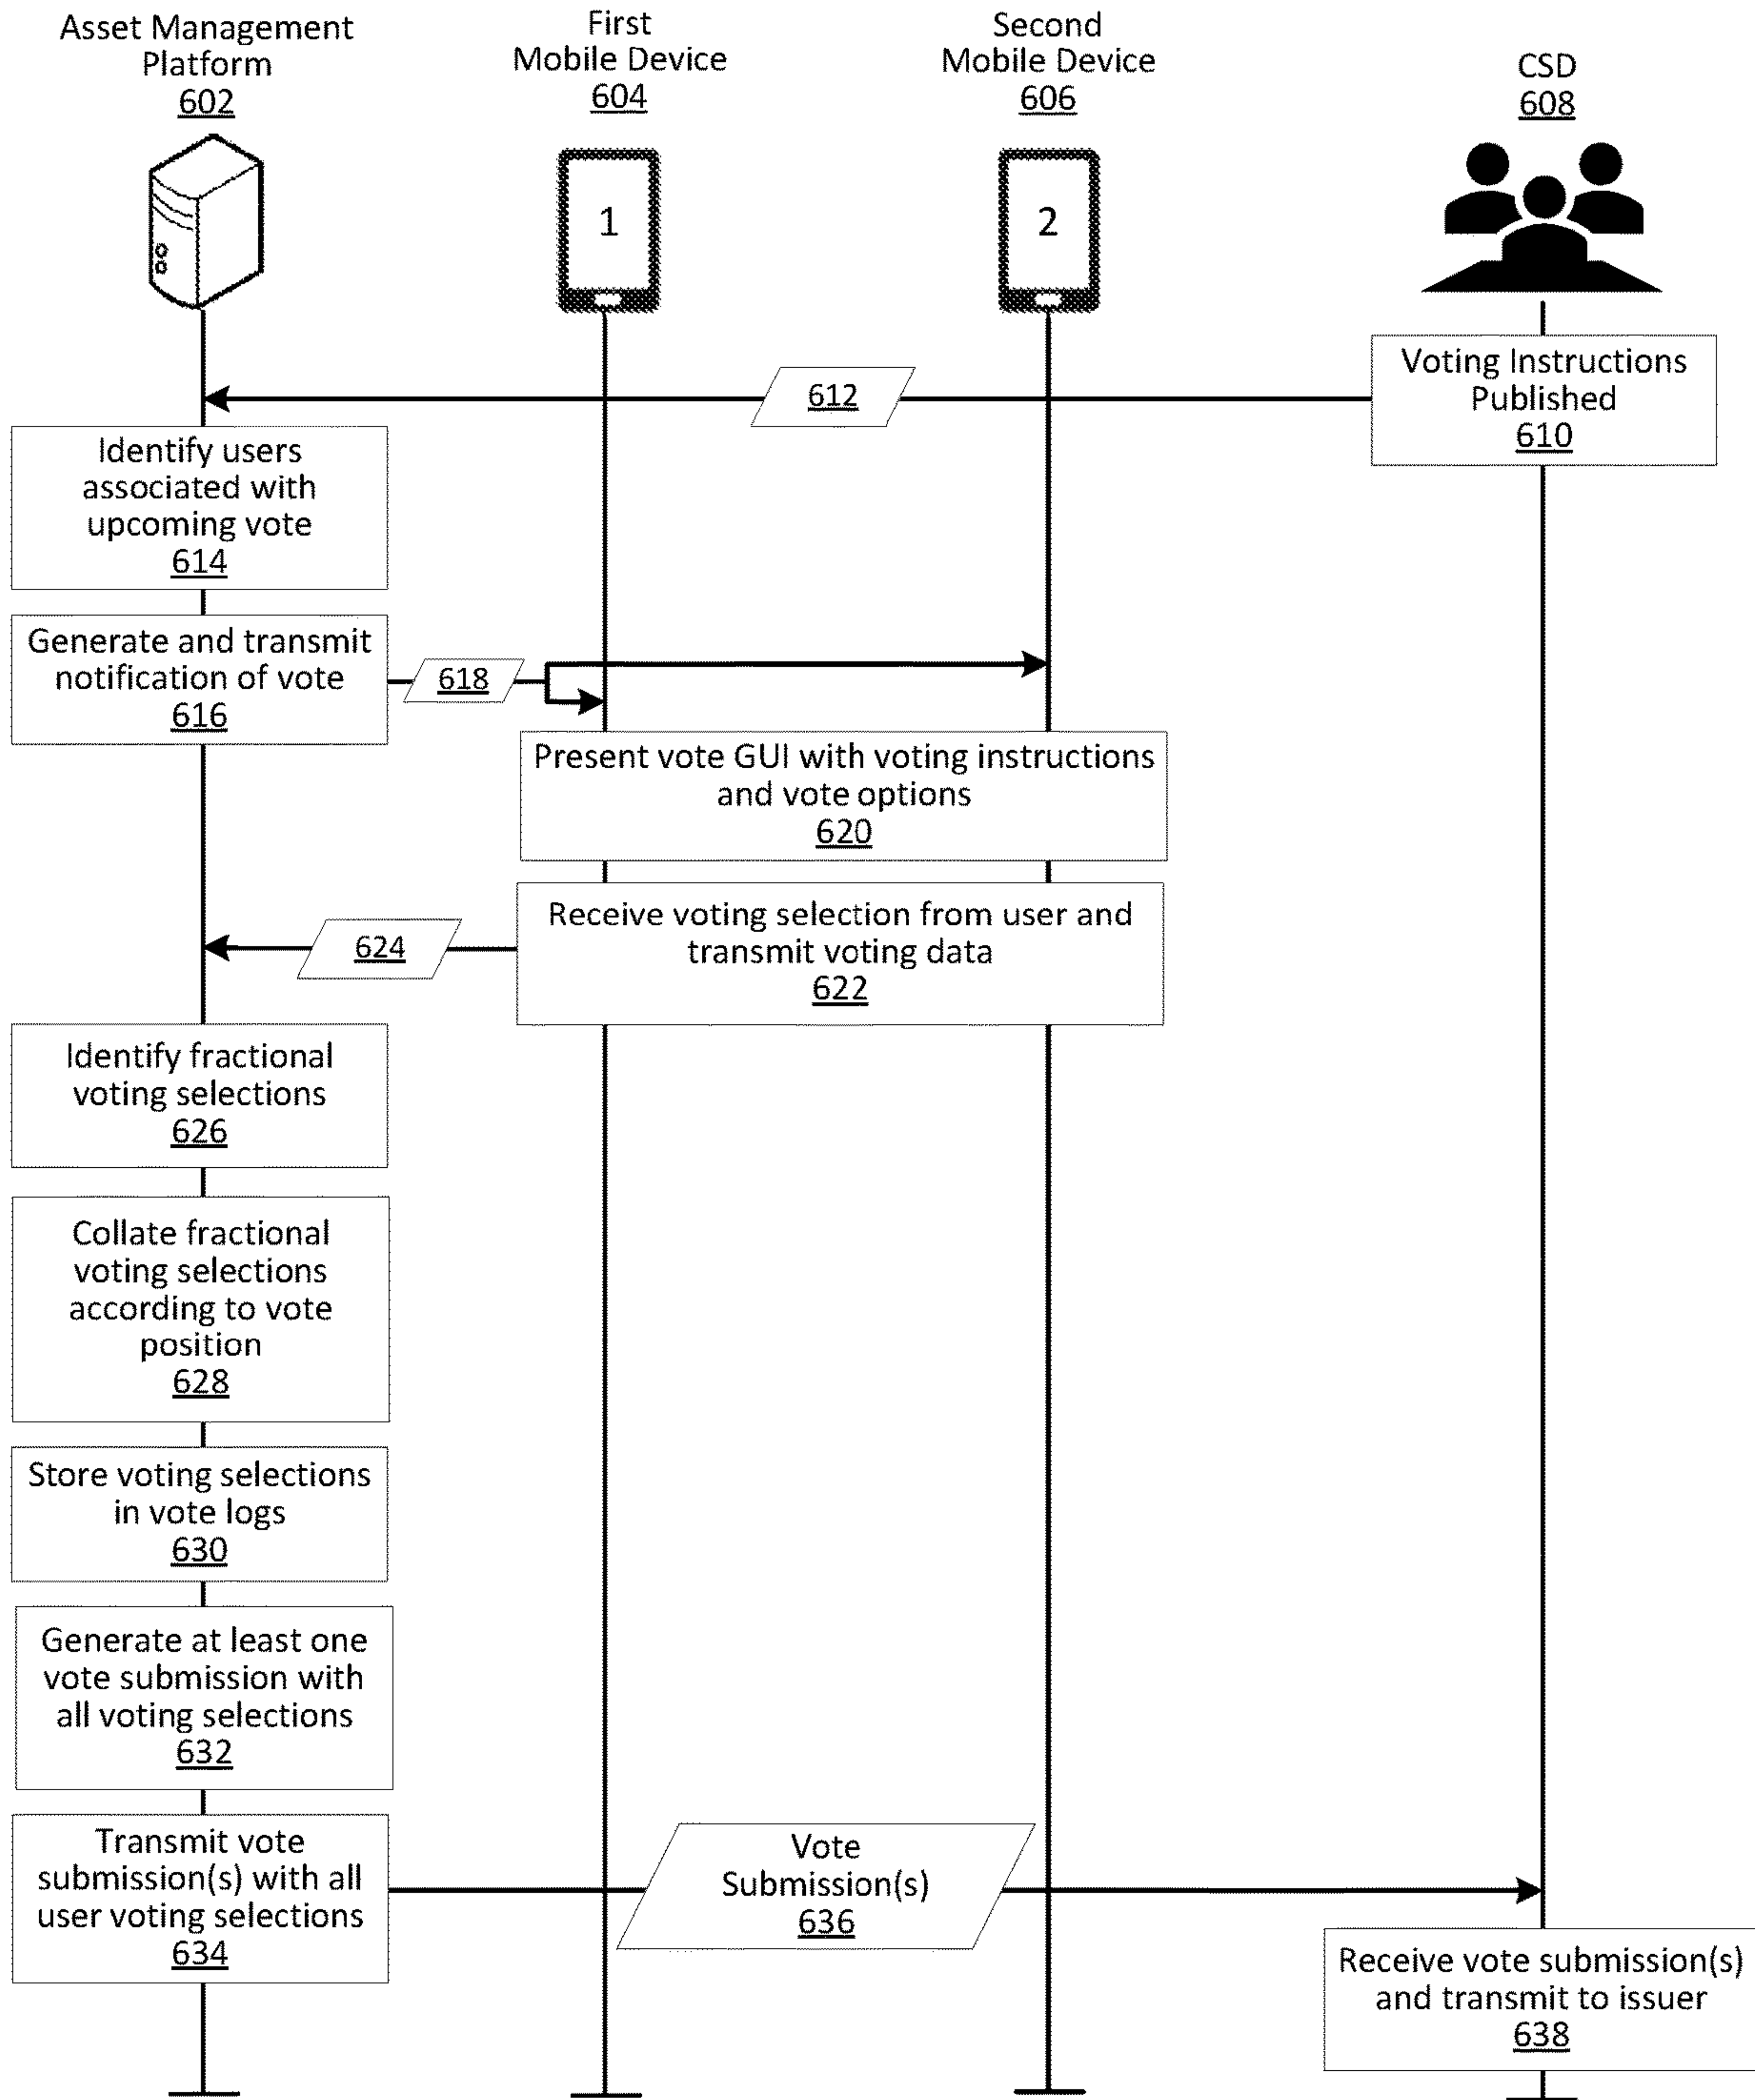 Asset Management
Platform
602
First
Mobile Device
604
Second
Mobile Device
606
CSD
608
1
2
Voting Instructions
Published
610
612
Identify users
associated with
upcoming vote
614
Generate and transmit
notification of vote
616
618
Present vote GUI with voting instructions
and vote options
620
Receive voting selection from user and
transmit voting data
622
624
Identify fractional
voting selections
626
Collate fractional
voting selections
according to vote
position
628
Store voting selections
in vote logs
630
Generate at least one
vote submission with
all voting selections
632
Transmit vote
submission(s) with all
user voting selections
634
Vote
Submission(s)
636
Receive vote submission(s)
and transmit to issuer
638